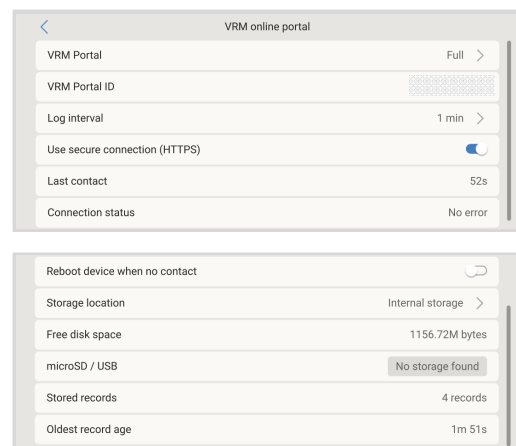 VRM online portal
VRM Portal Full
VRM Portal ID
Log interval 1 min
Use secure connection (HTTPS)
Last contact 52s
Connection status No error
Reboot device when no contact
Storage location Internal storage
Free disk space 1156.72M bytes
microSD / USB No storage found
Stored records 4 records
Oldest record age 1m 51s